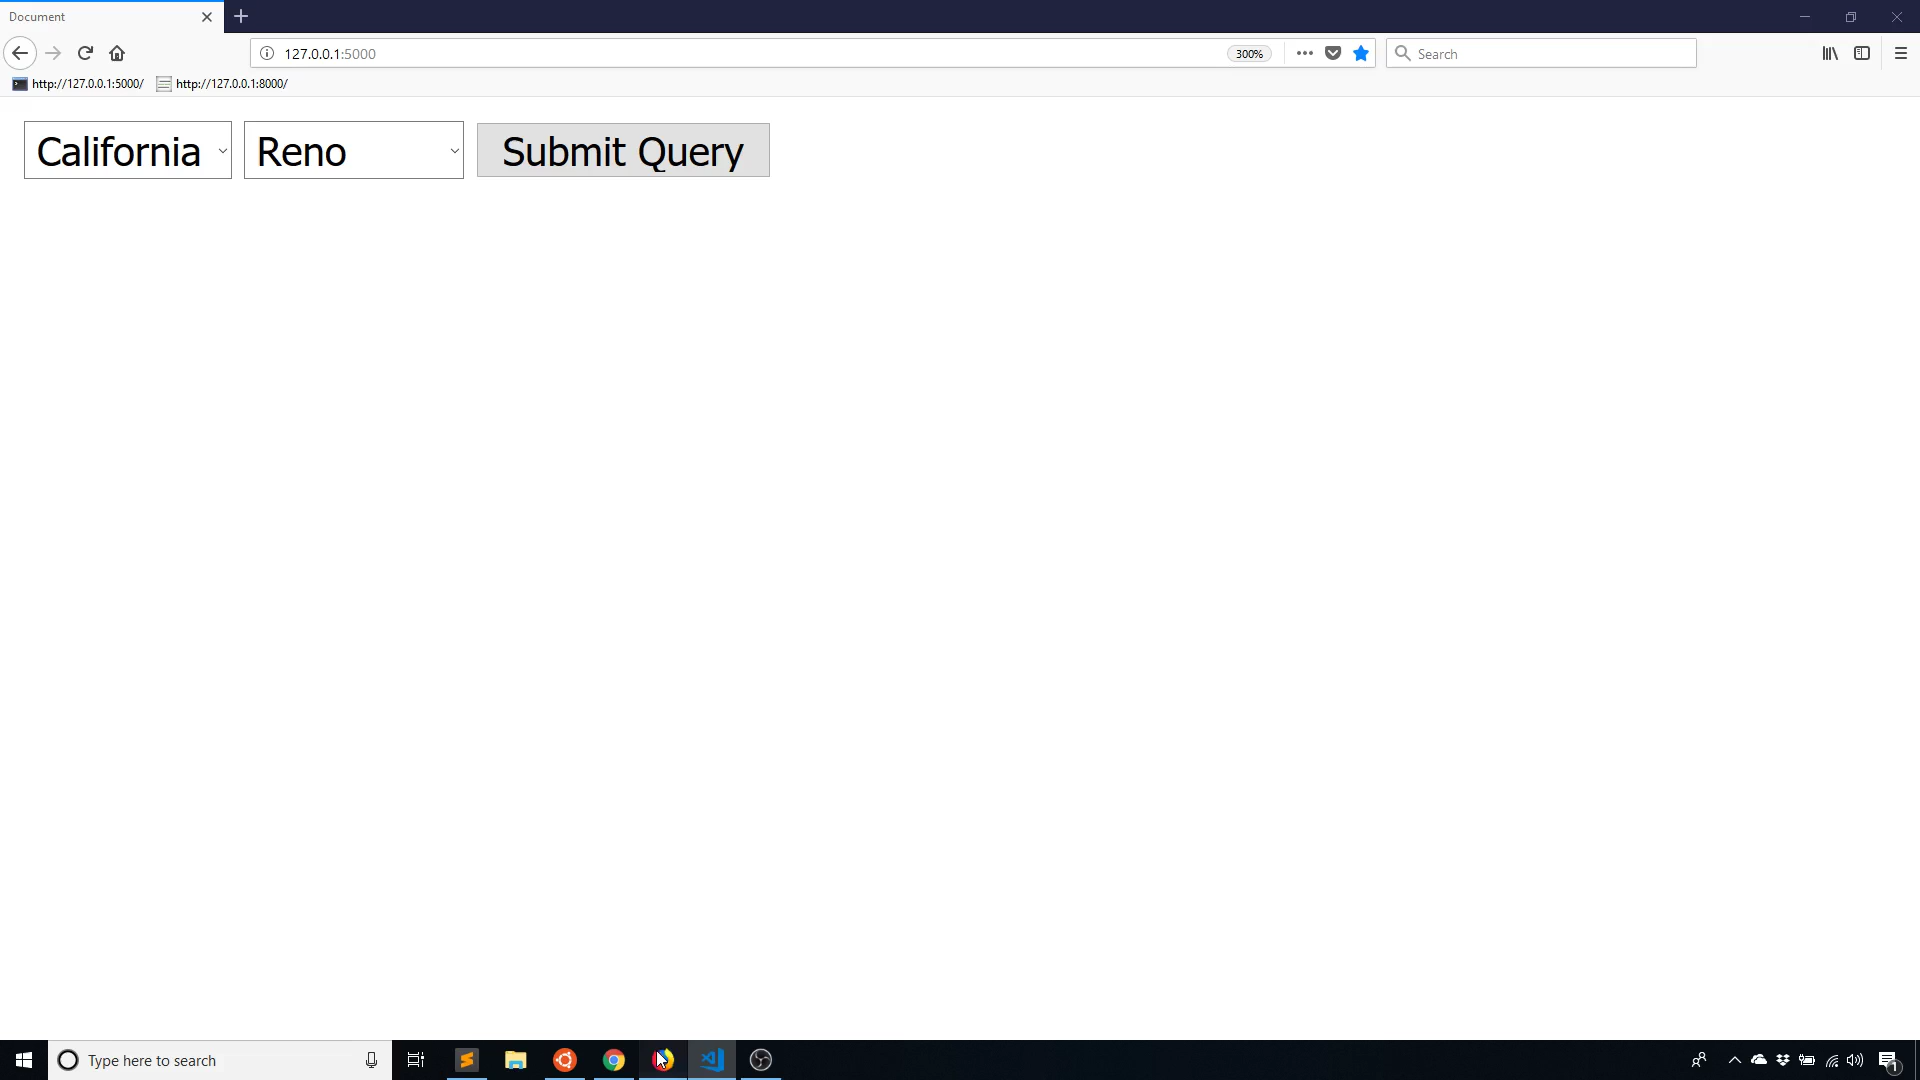 Document
127.0.0.1:5000
300%
Search
http://127.0.0.1:5000/
http://127.0.0.1:8000/
California
Reno
Submit Query
Type here to search
1